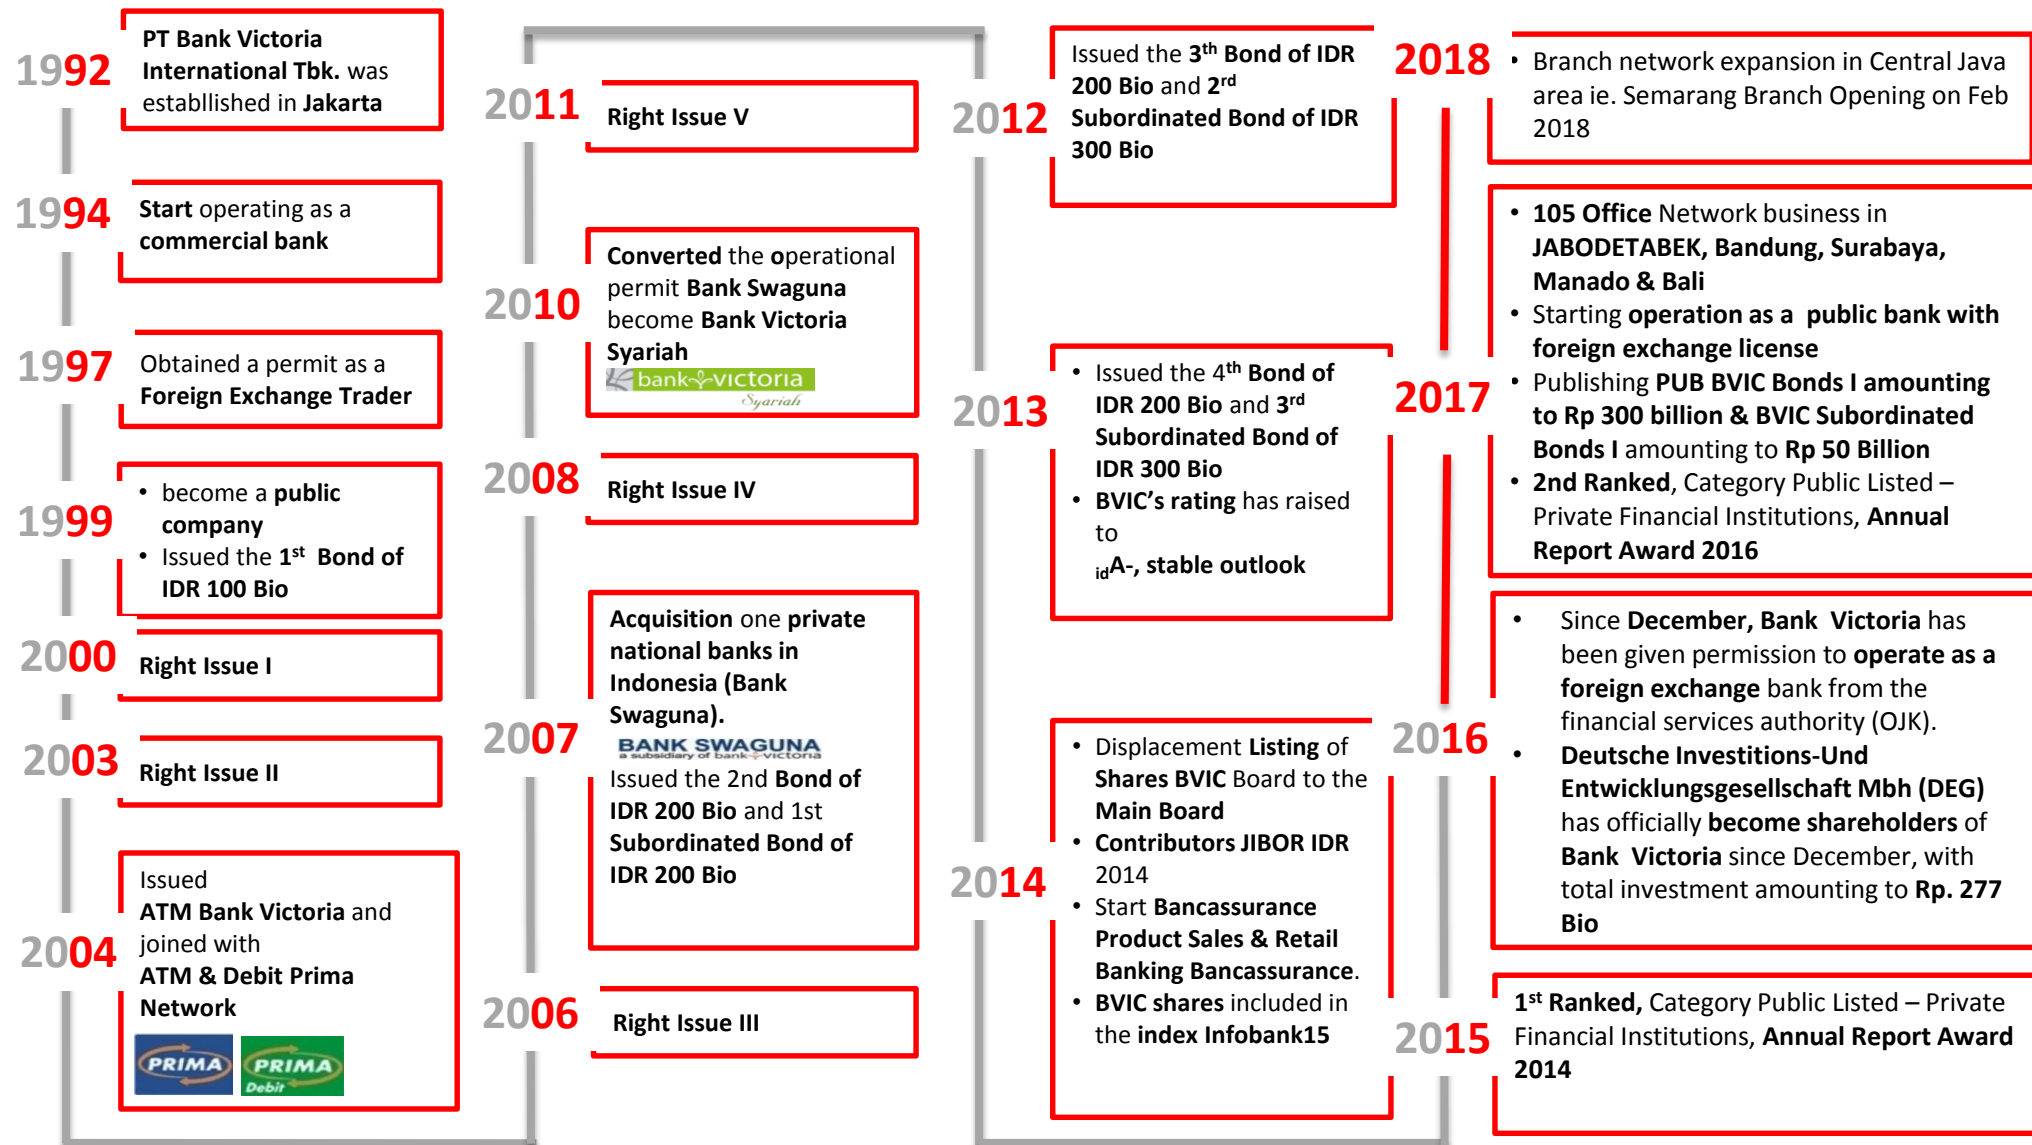 1992
PT Bank Victoria
International Tbk. was
establlished in Jakarta
1994
Start operating as a
commercial bank
1997
Obtained a permit as a
Foreign Exchange Trader
1999
• become a public
company
• Issued the 1st Bond of
IDR 100 Bio
2000
Right Issue I
2003
Right Issue II
2004
Issued
ATM Bank Victoria and
joined with
ATM & Debit Prima
Network
PRIMA
PRIMA
Debit
2006
Right Issue III
2007
Acquisition one private
national banks in
Indonesia (Bank
Swaguna).
BANK SWAGUNA
a subsidiary of bank victoria
Issued the 2nd Bond of
IDR 200 Bio and 1st
Subordinated Bond of
IDR 200 Bio
2008
Right Issue IV
2010
Converted the operational
permit Bank Swaguna
become Bank Victoria
Syariah
bank victoria
Syariah
2011
Right Issue V
2012
Issued the 3th Bond of IDR
200 Bio and 2rd
Subordinated Bond of IDR
300 Bio
2013
• Issued the 4th Bond of
IDR 200 Bio and 3rd
Subordinated Bond of
IDR 300 Bio
• BVIC’s rating has raised
to
idA-, stable outlook
2014
• Displacement Listing of
Shares BVIC Board to the
Main Board
• Contributors JIBOR IDR
2014
• Start Bancassurance
Product Sales & Retail
Banking Bancassurance.
• BVIC shares included in
the index Infobank15
2015
1st Ranked, Category Public Listed – Private
Financial Institutions, Annual Report Award
2014
2016
• Since December, Bank Victoria has
been given permission to operate as a
foreign exchange bank from the
financial services authority (OJK).
• Deutsche Investitions-Und
Entwicklungsgesellschaft Mbh (DEG)
has officially become shareholders of
Bank Victoria since December, with
total investment amounting to Rp. 277
Bio
2017
• 105 Office Network business in
JABODETABEK, Bandung, Surabaya,
Manado & Bali
• Starting operation as a public bank with
foreign exchange license
• Publishing PUB BVIC Bonds I amounting
to Rp 300 billion & BVIC Subordinated
Bonds I amounting to Rp 50 Billion
• 2nd Ranked, Category Public Listed –
Private Financial Institutions, Annual
Report Award 2016
2018
• Branch network expansion in Central Java
area ie. Semarang Branch Opening on Feb
2018